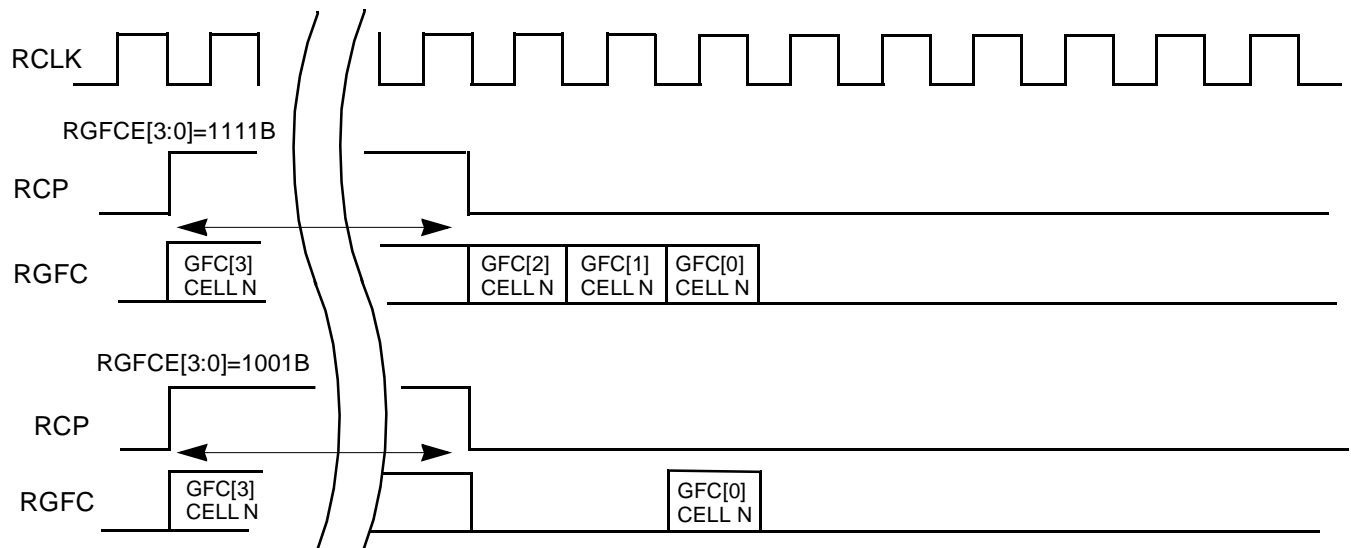 RCLK
RGFCE[3:0]=1111B
RCP
RGFC
GFC[3]
CELL N
GFC[2]
CELL N
GFC[1]
CELL N
GFC[0]
CELL N
RGFCE[3:0]=1001B
RCP
RGFC
GFC[3]
CELL N
GFC[0]
CELL N